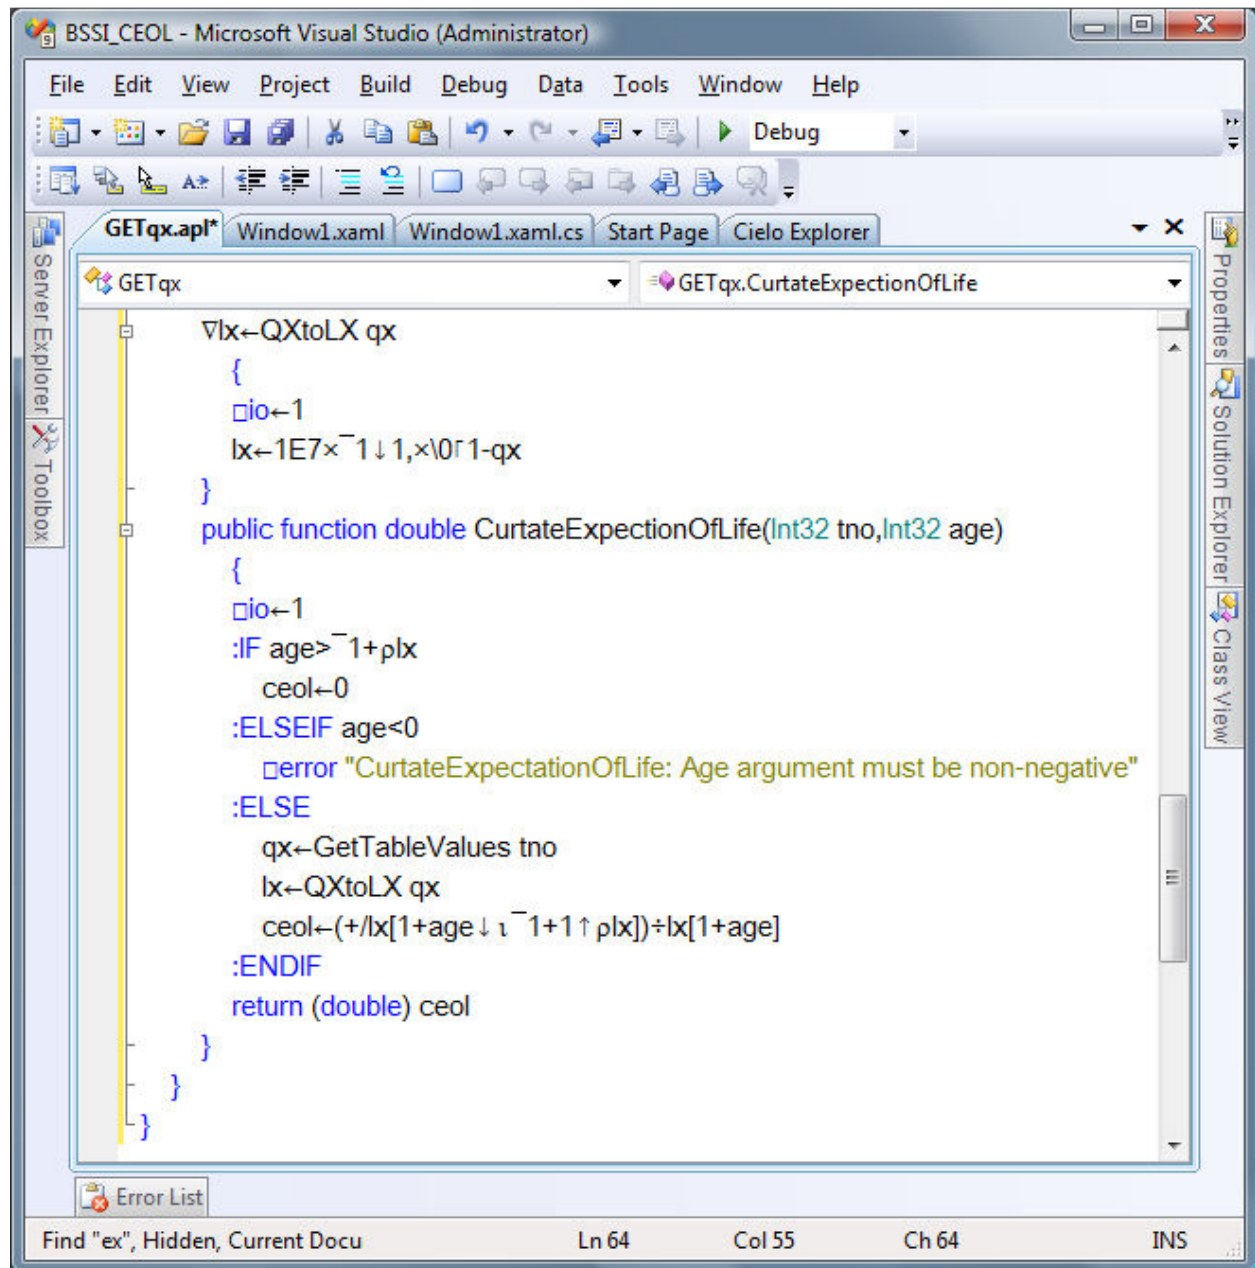 BSSI_CEOL - Microsoft Visual Studio (Administrator)
File Edit View Project Build Debug Data Tools Window Help
Debug
GETqx.apl* Window1.xaml Window1.xaml.cs Start Page Cielo Explorer
GETqx GETqx.CurtateExpectionOfLife
∇lx←QXtoLX qx
{
⎕io←1
lx←1E7×¯1↓1,×\0⌈1-qx
}
public function double CurtateExpectionOfLife(Int32 tno,Int32 age)
{
⎕io←1
:IF age>¯1+⍴lx
ceol←0
:ELSEIF age<0
⎕error "CurtateExpectationOfLife: Age argument must be non-negative"
:ELSE
qx←GetTableValues tno
lx←QXtoLX qx
ceol←(+/lx[1+age↓⍳¯1+1↑⍴lx])÷lx[1+age]
:ENDIF
return (double) ceol
}
}
}
Server Explorer
Toolbox
Properties
Solution Explorer
Class View
Error List
Find "ex", Hidden, Current Docu Ln 64 Col 55 Ch 64 INS